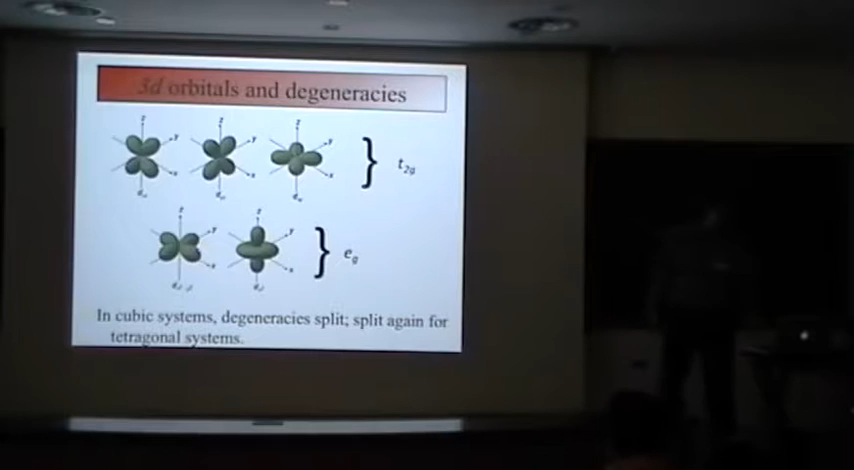 3d orbitals and degeneracies
z
z
z
y
y
y
x
x
x
} t2g
z
z
y
y
x
x
} eg
In cubic systems, degeneracies split; split again for
tetragonal systems.